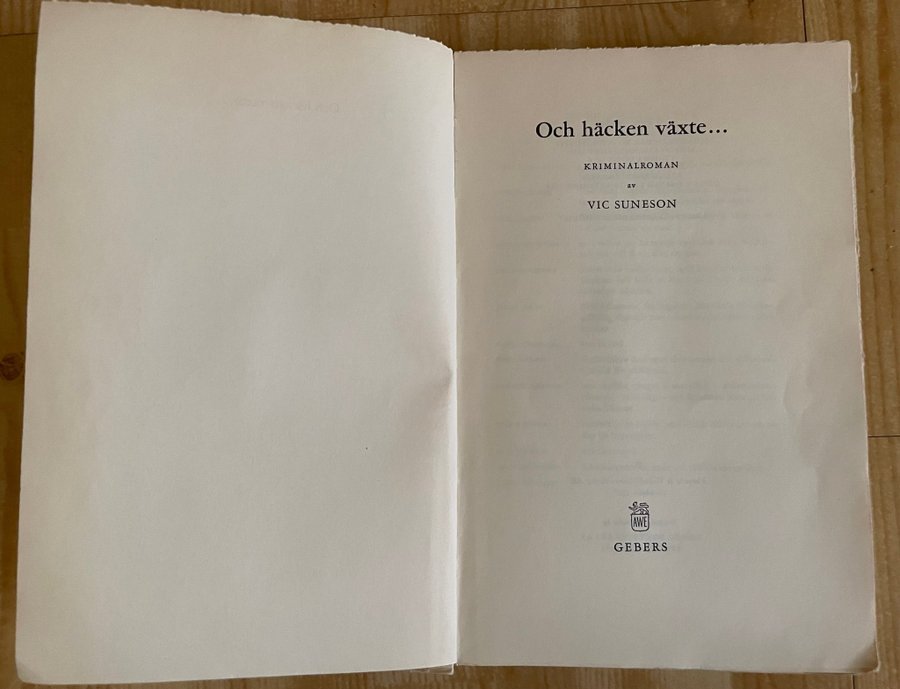 Och häcken växte...
KRIMINALROMAN
av
VIC SUNESON
AWE
GEBERS